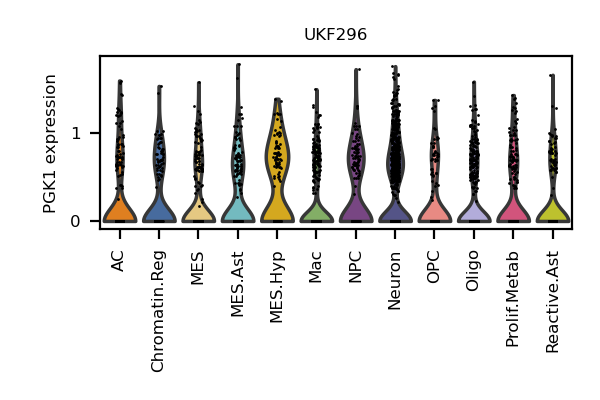 UKF296
PGK1 expression
1
0
AC
Chromatin.Reg
MES
MES.Ast
MES.Hyp
Mac
NPC
Neuron
OPC
Oligo
Prolif.Metab
Reactive.Ast